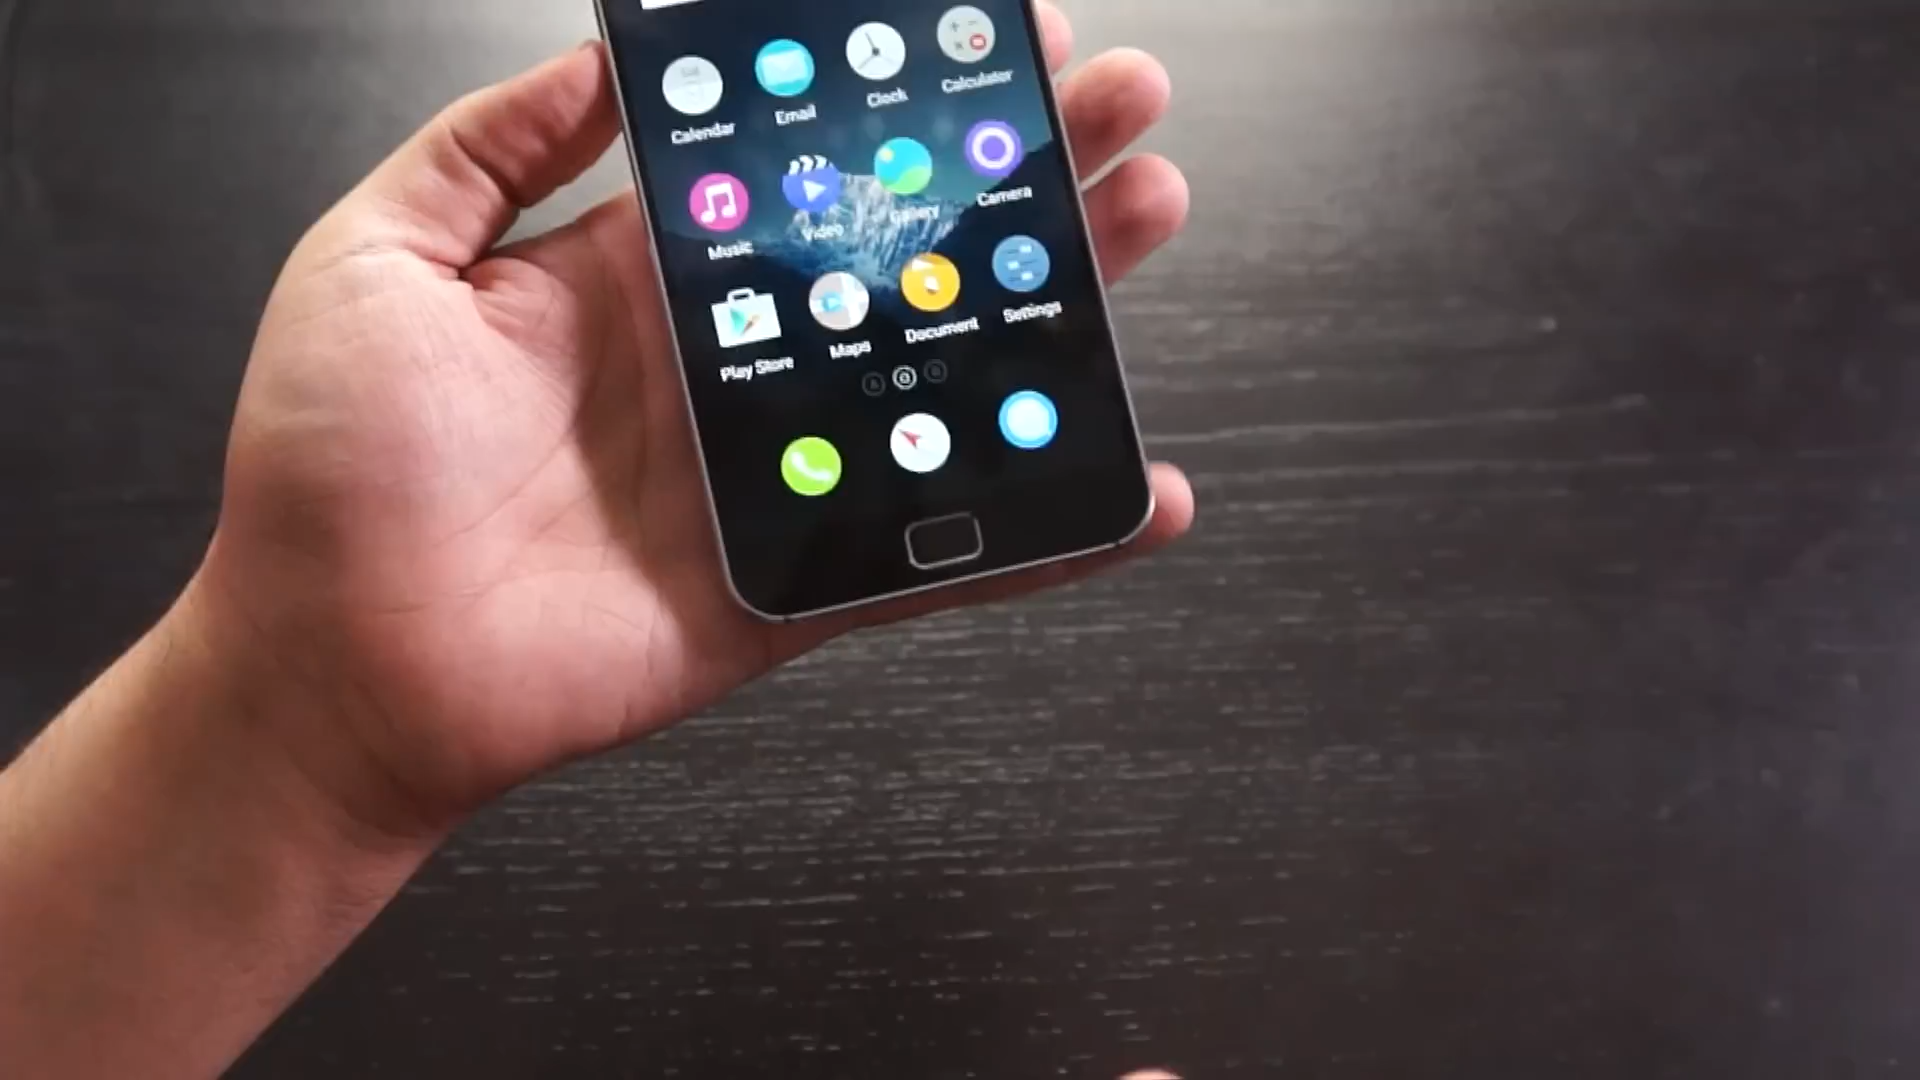 Calendar Email Clock Calculator
Music Video Gallery Camera
Play Store Maps Document Settings